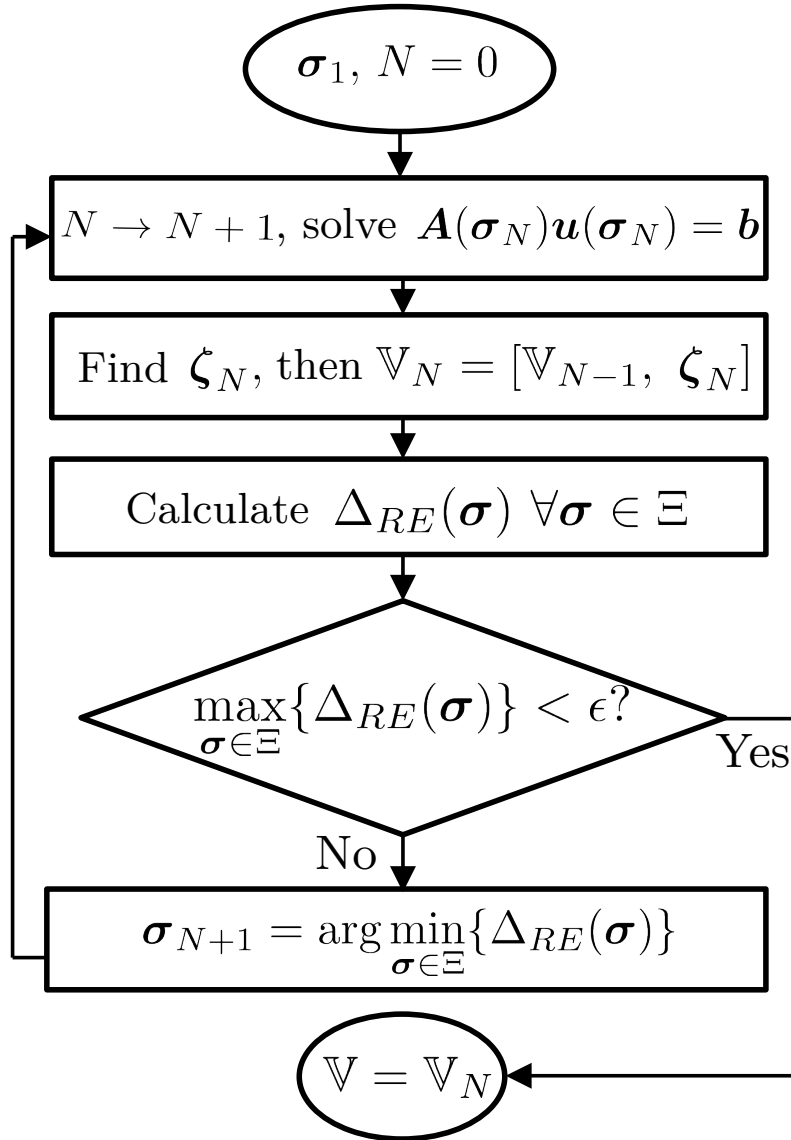 𝝈₁, N = 0
N → N + 1, solve 𝑨(𝝈_N)𝒖(𝝈_N) = 𝒃
Find 𝜻_N, then 𝕍_N = [𝕍_{N−1}, 𝜻_N]
Calculate Δ_{RE}(𝝈) ∀𝝈 ∈ Ξ
max_{𝝈∈Ξ}{Δ_{RE}(𝝈)} < ϵ?
Yes
No
𝝈_{N+1} = arg min_{𝝈∈Ξ}{Δ_{RE}(𝝈)}
𝕍 = 𝕍_N